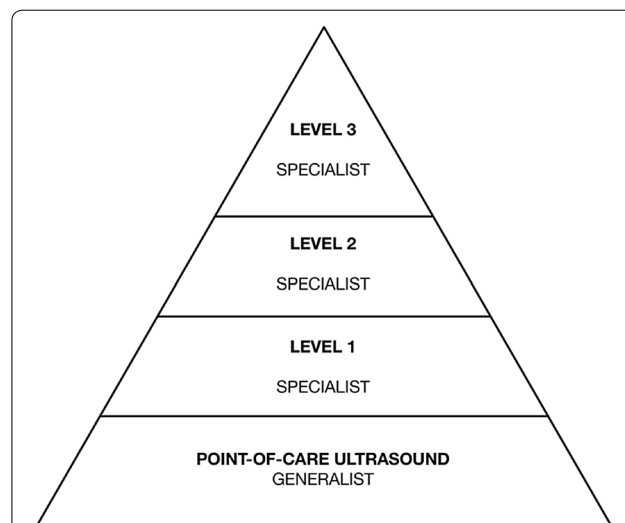 LEVEL 3
SPECIALIST
LEVEL 2
SPECIALIST
LEVEL 1
SPECIALIST
POINT-OF-CARE ULTRASOUND
GENERALIST